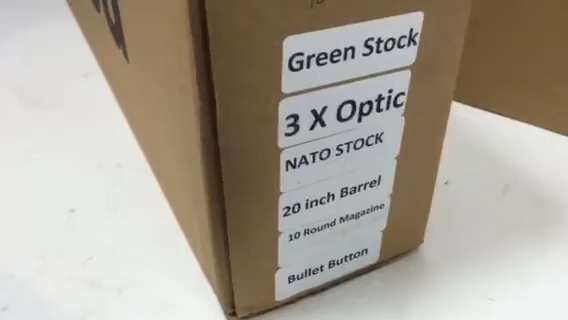 Green Stock
3 X Optic
NATO STOCK
20 inch Barrel
10 Round Magazine
Bullet Button